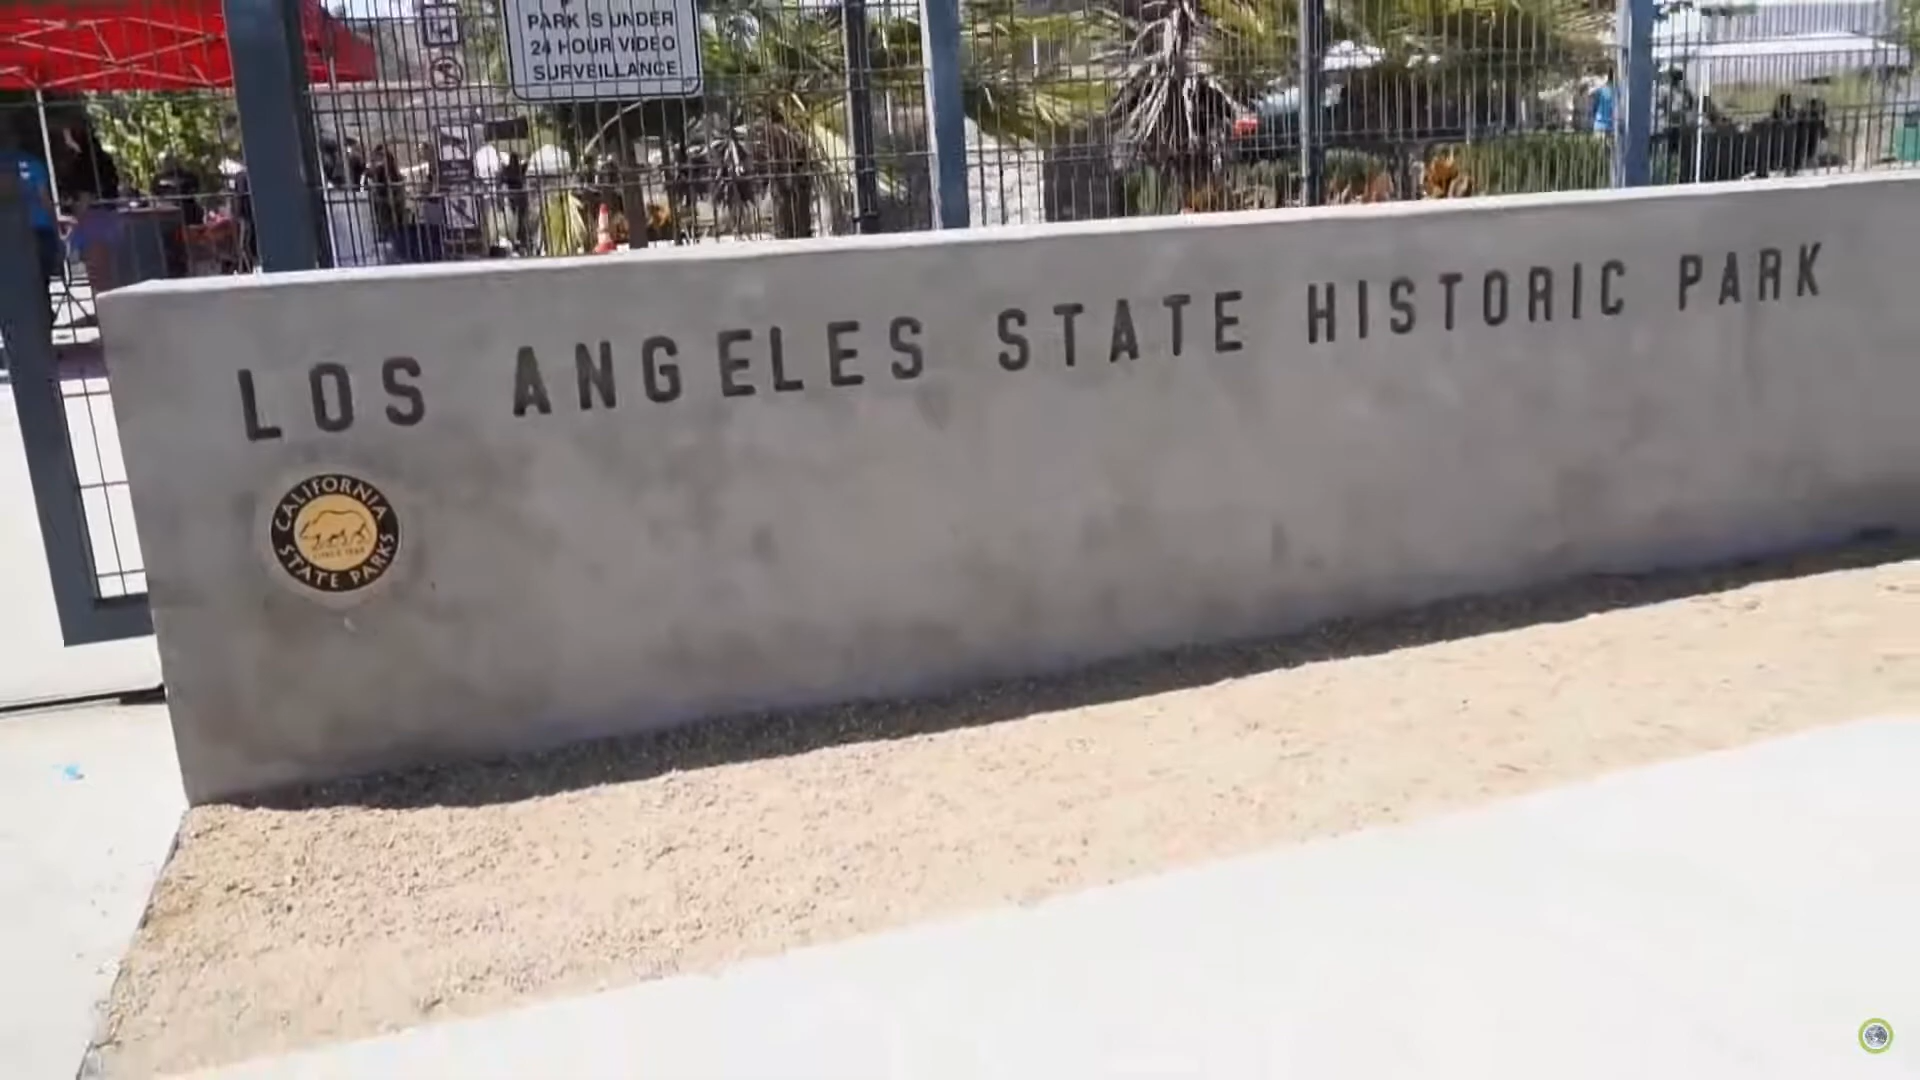 PARK IS UNDER
24 HOUR VIDEO
SURVEILLANCE
LOS ANGELES STATE HISTORIC PARK
CALIFORNIA
STATE PARKS